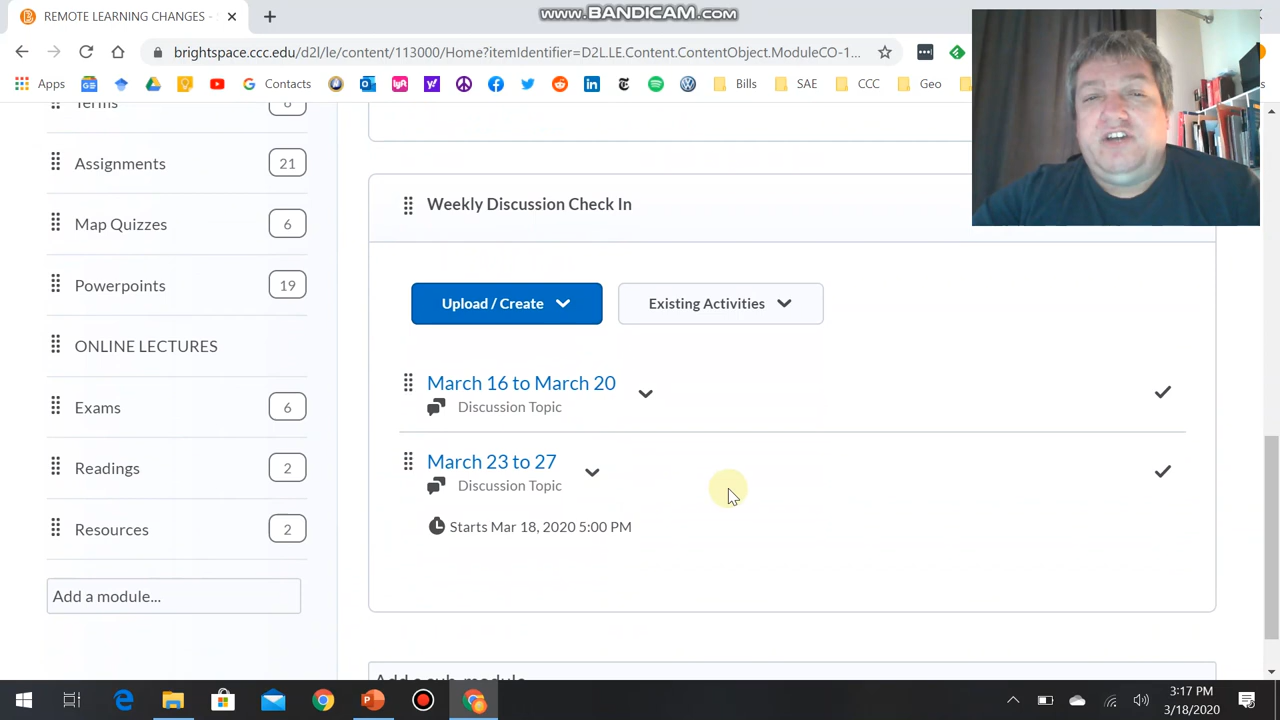 REMOTE LEARNING CHANGES -
www.BANDICAM.com
brightspace.ccc.edu/d2l/le/content/113000/Home?itemIdentifier=D2L.LE.Content.ContentObject.ModuleCO-1...
Apps
Contacts
Bills
SAE
CCC
Geo
Terms
Assignments
21
Map Quizzes
6
Powerpoints
19
ONLINE LECTURES
Exams
6
Readings
2
Resources
2
Add a module...
Weekly Discussion Check In
Upload / Create
Existing Activities
March 16 to March 20
Discussion Topic
March 23 to 27
Discussion Topic
Starts Mar 18, 2020 5:00 PM
Add a sub-module...
3:17 PM
3/18/2020